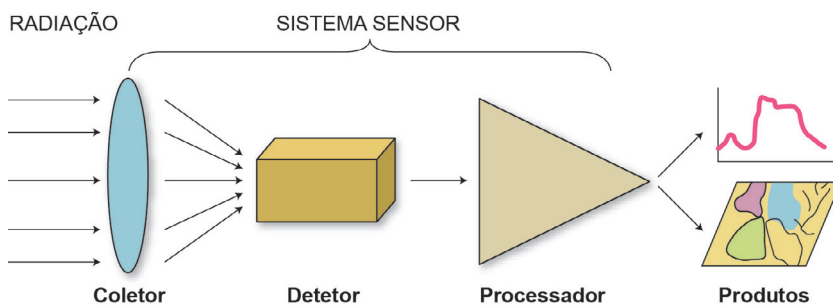 RADIAÇÃO
SISTEMA SENSOR
Coletor
Detetor
Processador
Produtos